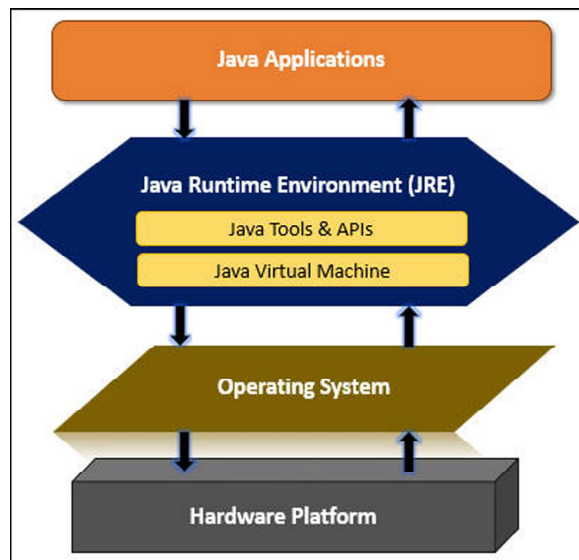 Java Applications
Java Runtime Environment (JRE)
Java Tools & APIs
Java Virtual Machine
Operating System
Hardware Platform